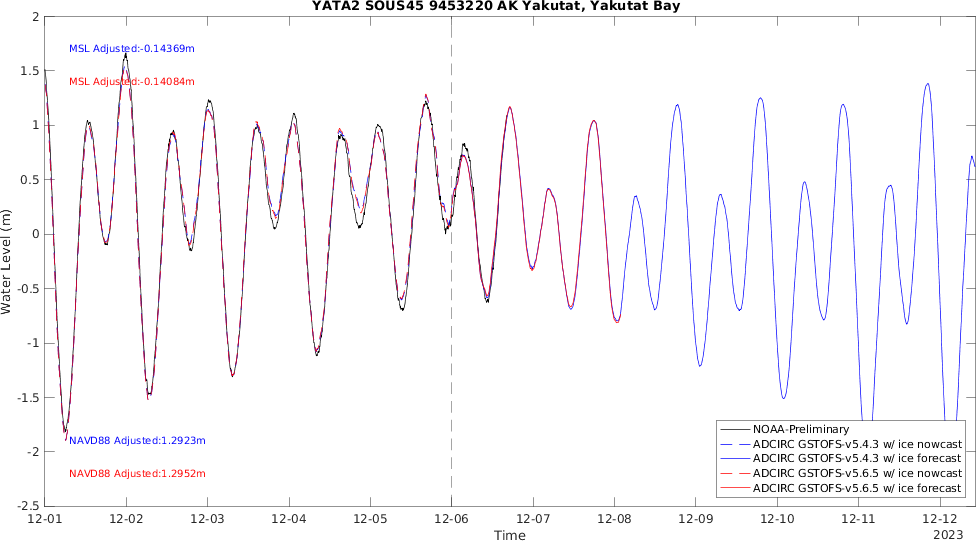 YATA2 SOUS45 9453220 AK Yakutat, Yakutat Bay
2
1.5
1
0.5
0
-0.5
-1
-1.5
-2
-2.5
Water Level (m)
MSL Adjusted:-0.14369m
MSL Adjusted:-0.14084m
NAVD88 Adjusted:1.2923m
NAVD88 Adjusted:1.2952m
NOAA-Preliminary
ADCIRC GSTOFS-v5.4.3 w/ ice nowcast
ADCIRC GSTOFS-v5.4.3 w/ ice forecast
ADCIRC GSTOFS-v5.6.5 w/ ice nowcast
ADCIRC GSTOFS-v5.6.5 w/ ice forecast
12-01 12-02 12-03 12-04 12-05 12-06 12-07 12-08 12-09 12-10 12-11 12-12
Time
2023